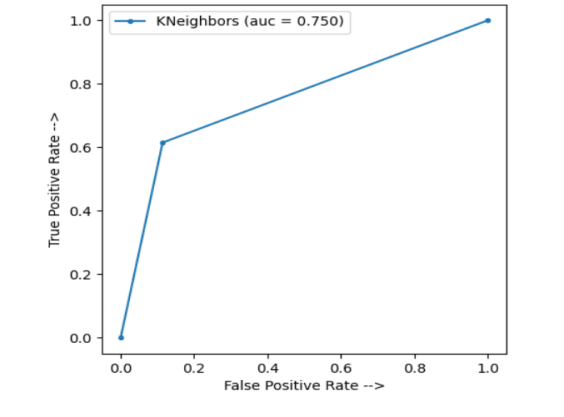 KNeighbors (auc = 0.750)
1.0
0.8
0.6
0.4
0.2
0.0
True Positive Rate -->
0.0 0.2 0.4 0.6 0.8 1.0
False Positive Rate -->